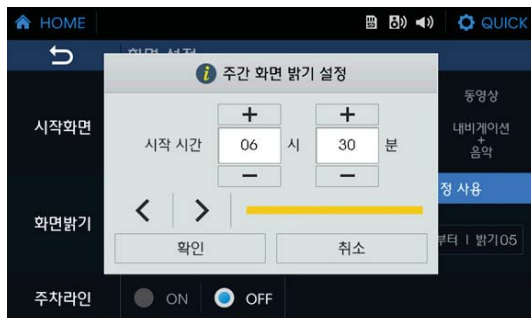 HOME
QUICK
화면 설정
주간 화면 밝기 설정
시작화면
동영상
내비게이션
+
음악
시작 시간
+
06
−
시
+
30
−
분
정 사용
화면밝기
부터 | 밝기05
확인
취소
주차라인
ON
OFF